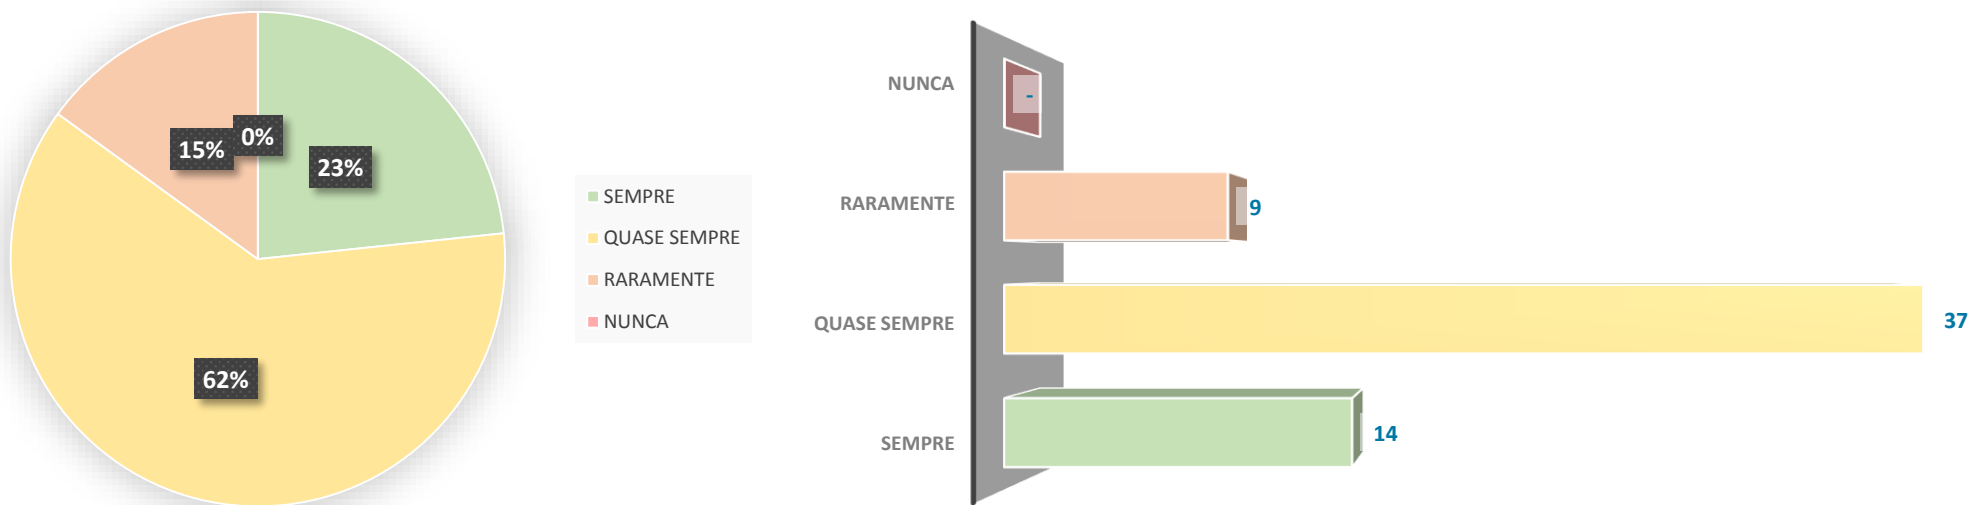 0%
15%
23%
62%
SEMPRE
QUASE SEMPRE
RARAMENTE
NUNCA
NUNCA
-
RARAMENTE
9
QUASE SEMPRE
37
SEMPRE
14